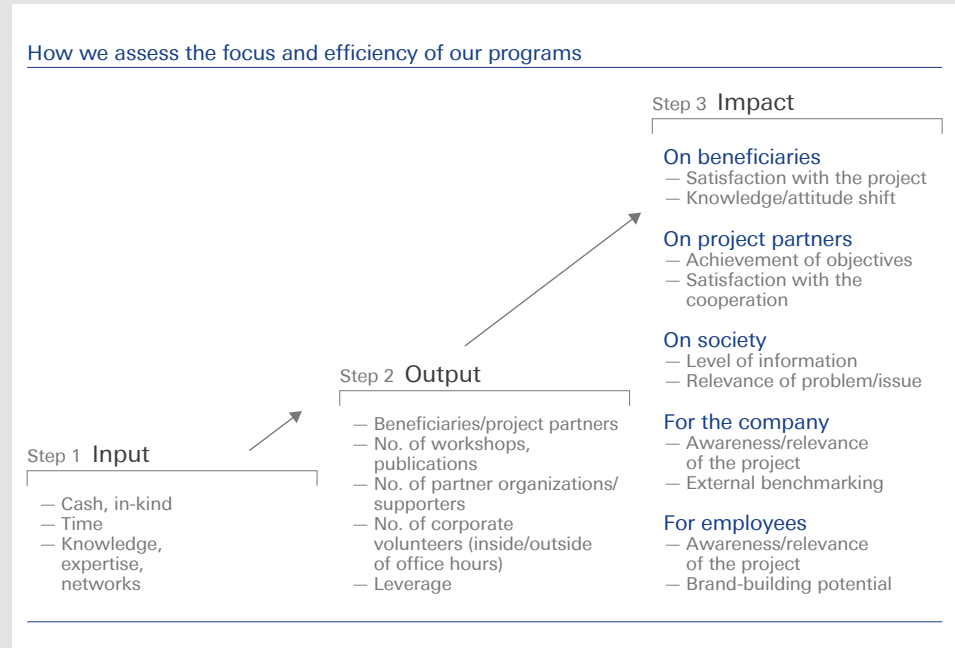 How we assess the focus and efficiency of our programs
Step 1 Input
— Cash, in-kind
— Time
— Knowledge,
expertise,
networks
Step 2 Output
— Beneficiaries/project partners
— No. of workshops,
publications
— No. of partner organizations/
supporters
— No. of corporate
volunteers (inside/outside
of office hours)
— Leverage
Step 3 Impact
On beneficiaries
— Satisfaction with the project
— Knowledge/attitude shift
On project partners
— Achievement of objectives
— Satisfaction with the
cooperation
On society
— Level of information
— Relevance of problem/issue
For the company
— Awareness/relevance
of the project
— External benchmarking
For employees
— Awareness/relevance
of the project
— Brand-building potential